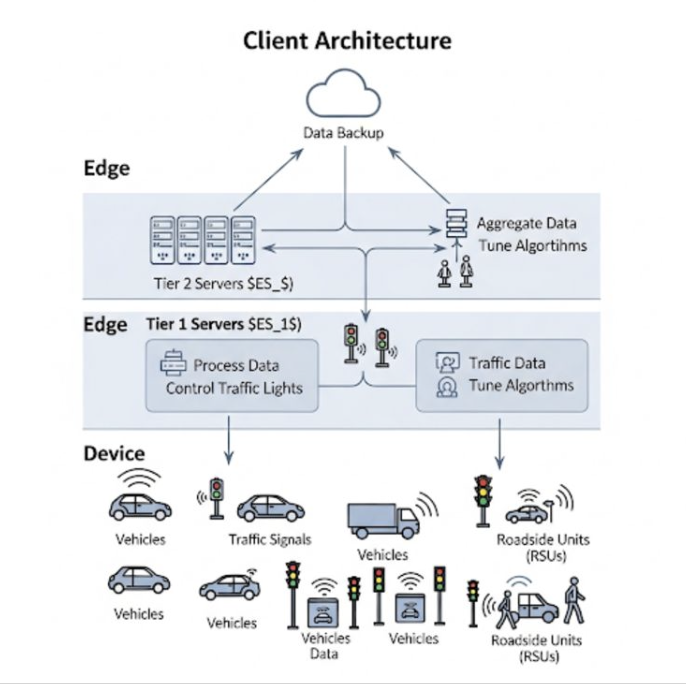 Client Architecture
Data Backup
Edge
Aggregate Data
Tune Algortihms
Tier 2 Servers $ES_$)
Edge
Tier 1 Servers $ES_1$)
Process Data
Control Traffic Lights
Traffic Data
Tune Algorthms
Device
Vehicles
Traffic Signals
Vehicles
Roadside Units
(RSUs)
Vehicles
Vehicles
Vehicles
Data
Vehicles
Roadside Units
(RSUs)